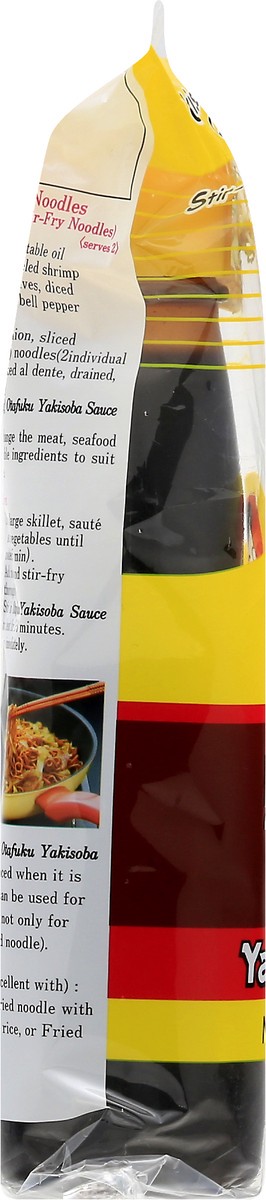 Stir
Noodles
r-Fry Noodles)
(serves 2)
table oil
led shrimp
ves, diced
bell pepper
ion, sliced
noodles(2individual
ed al dente, drained,
Otafuku Yakisoba Sauce
nge the meat, seafood
le ingredients to suit
large skillet, sauté
vegetables until
min).
and stir-fry
Yakisoba Sauce
minutes.
Otafuku Yakisoba
ced when it is
an be used for
not only for
d noodle).
cellent with) :
ried noodle with
rice, or Fried
Ya